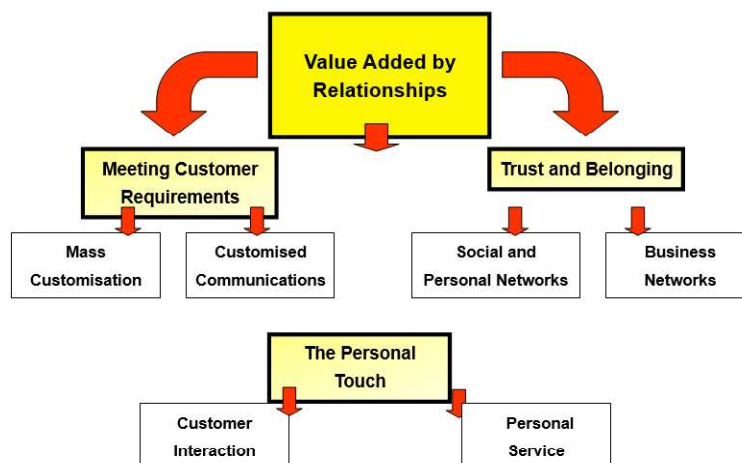 Value Added by
Relationships
Meeting Customer
Requirements
Trust and Belonging
Mass
Customisation
Customised
Communications
Social and
Personal Networks
Business
Networks
The Personal
Touch
Customer
Interaction
Personal
Service